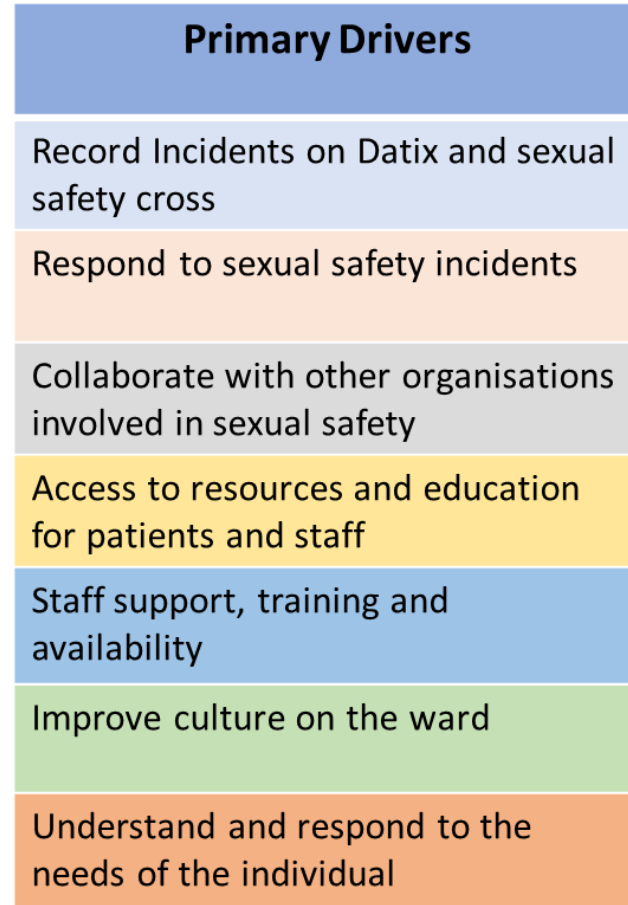 Primary Drivers
Record Incidents on Datix and sexual
safety cross
Respond to sexual safety incidents
Collaborate with other organisations
involved in sexual safety
Access to resources and education
for patients and staff
Staff support, training and
availability
Improve culture on the ward
Understand and respond to the
needs of the individual